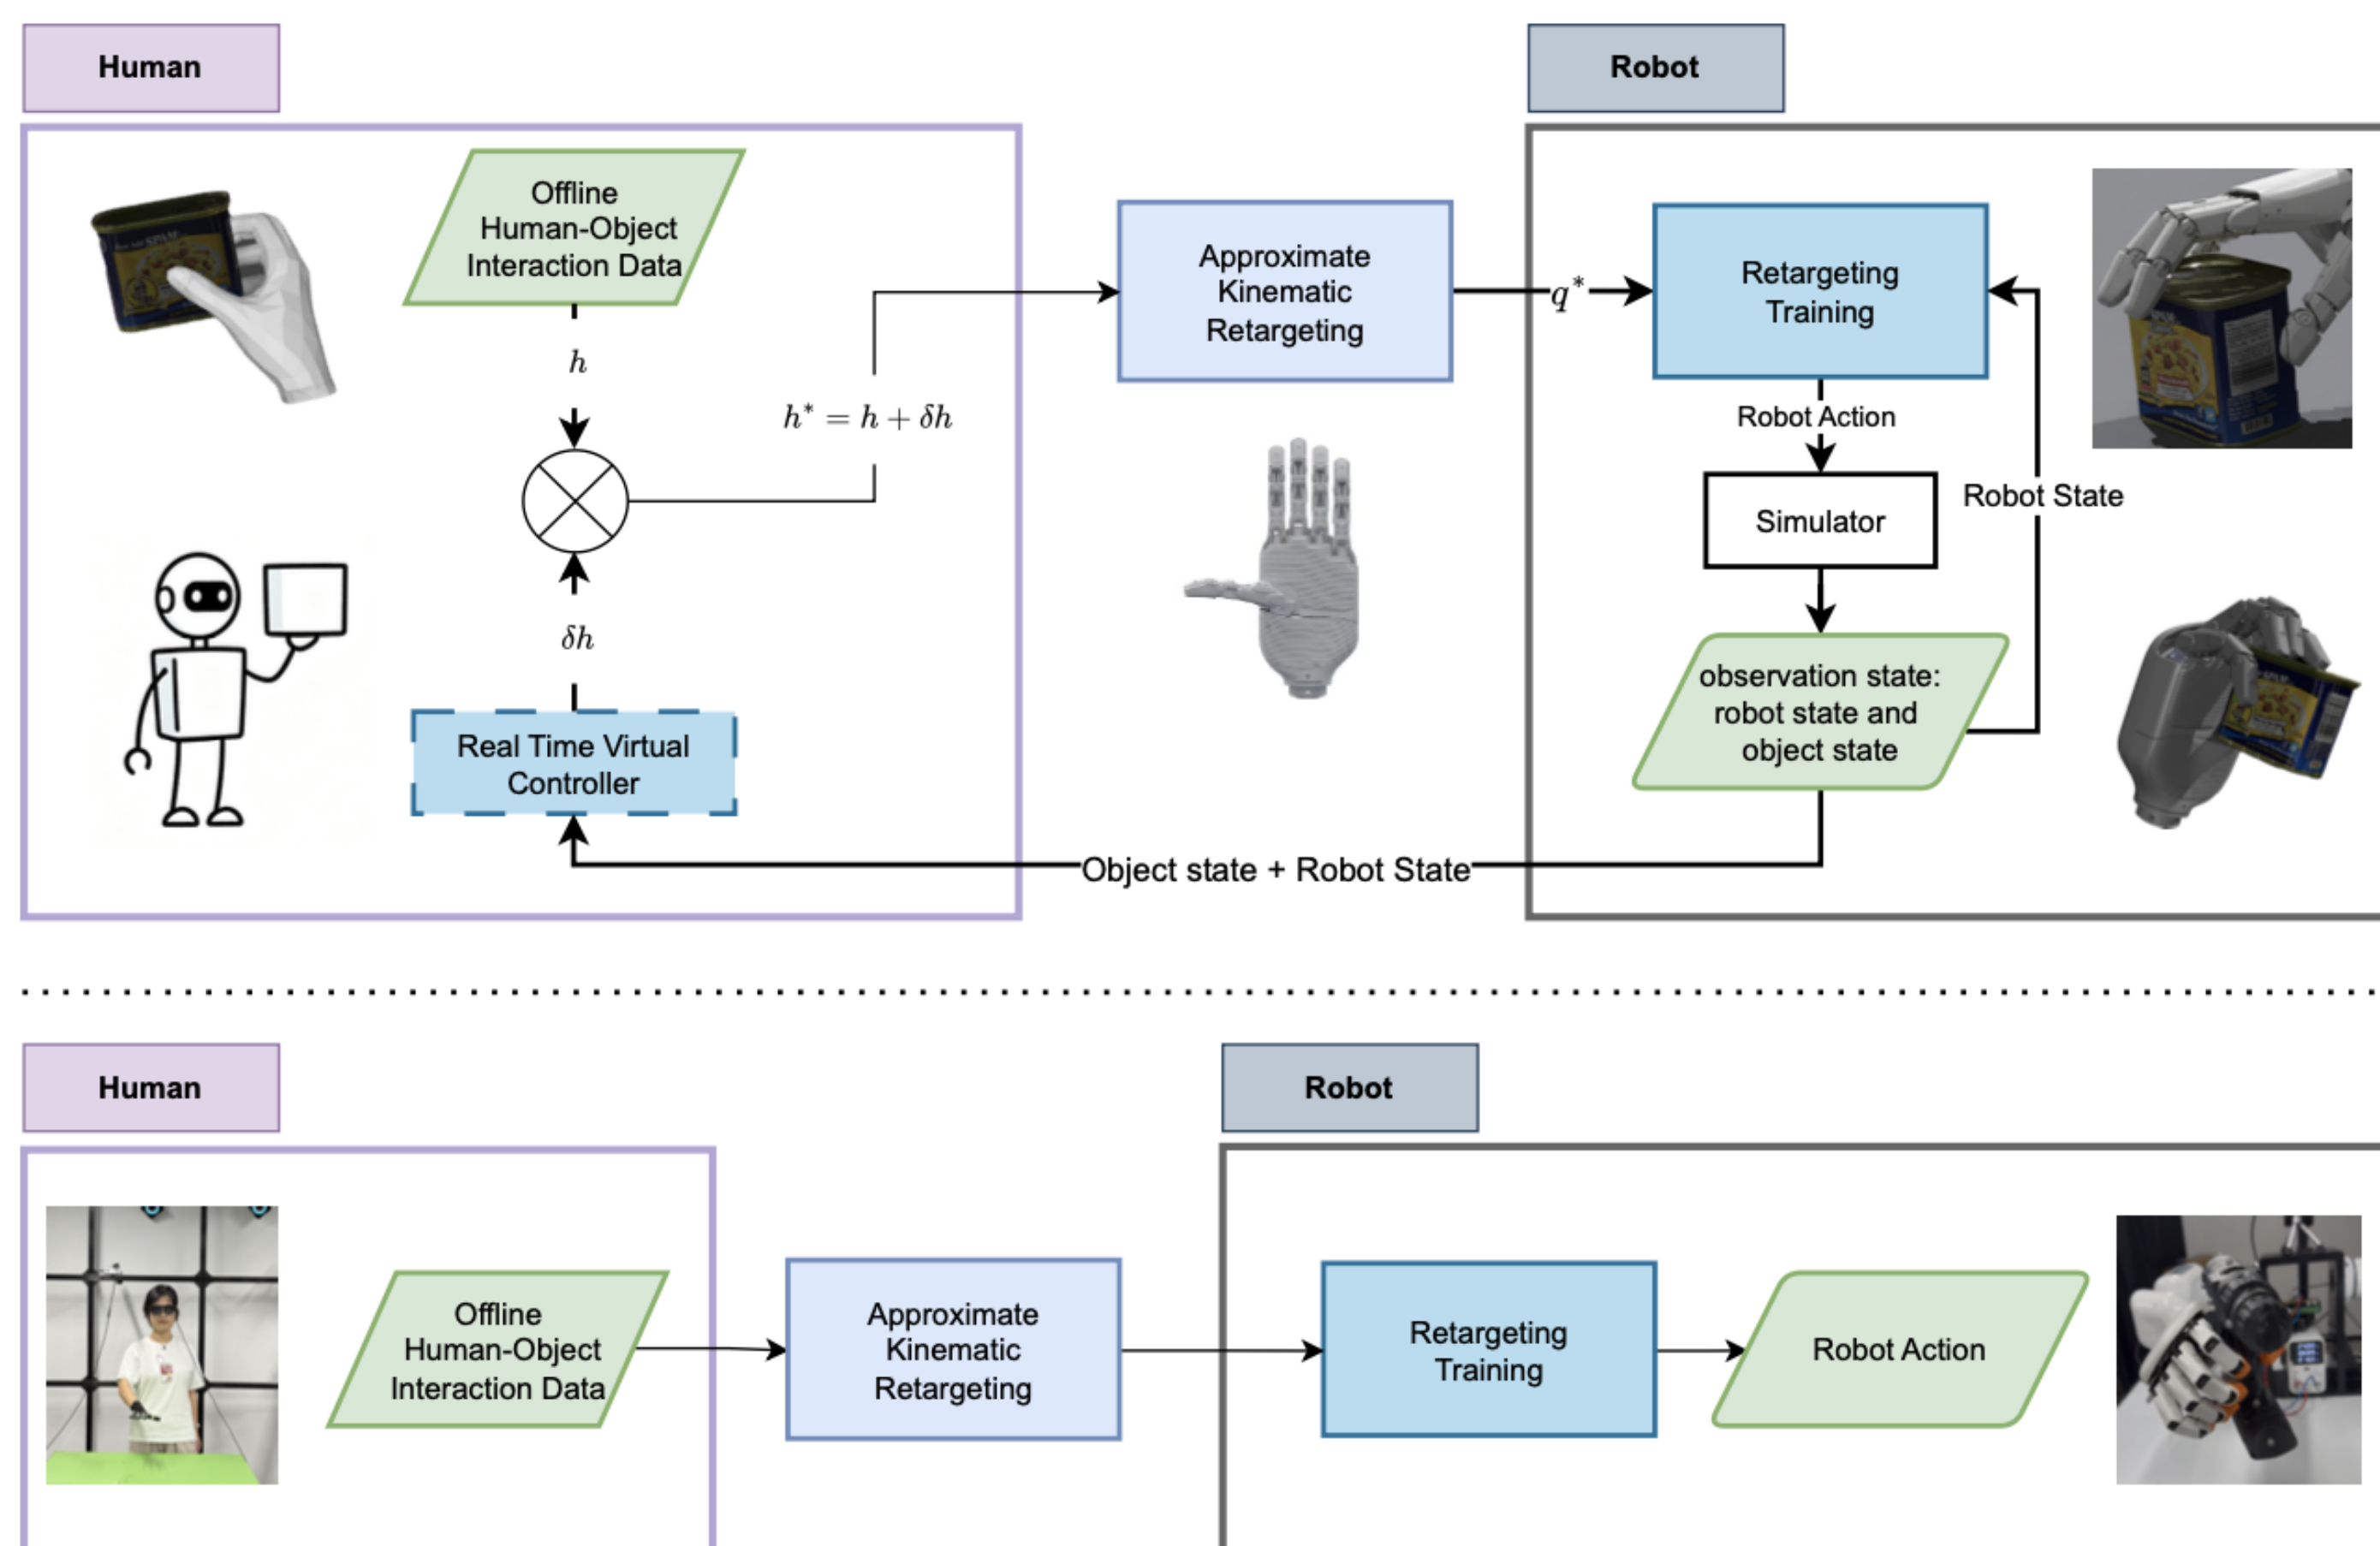 Human
Robot
Offline
Human-Object
Interaction Data
h
h* = h + δh
δh
Real Time Virtual
Controller
Approximate
Kinematic
Retargeting
q*
Retargeting
Training
Robot Action
Simulator
Robot State
observation state:
robot state and
object state
Object state + Robot State
SPAM
Human
Robot
Offline
Human-Object
Interaction Data
Approximate
Kinematic
Retargeting
Retargeting
Training
Robot Action